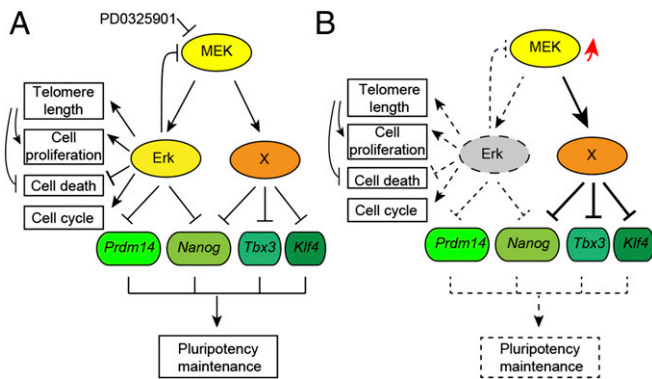 A
PD0325901
MEK
Telomere
length
Cell
proliferation
Cell death
Cell cycle
Erk
X
Prdm14
Nanog
Tbx3
Klf4
Pluripotency
maintenance
B
MEK
Telomere
length
Cell
proliferation
Cell death
Cell cycle
Erk
X
Prdm14
Nanog
Tbx3
Klf4
Pluripotency
maintenance